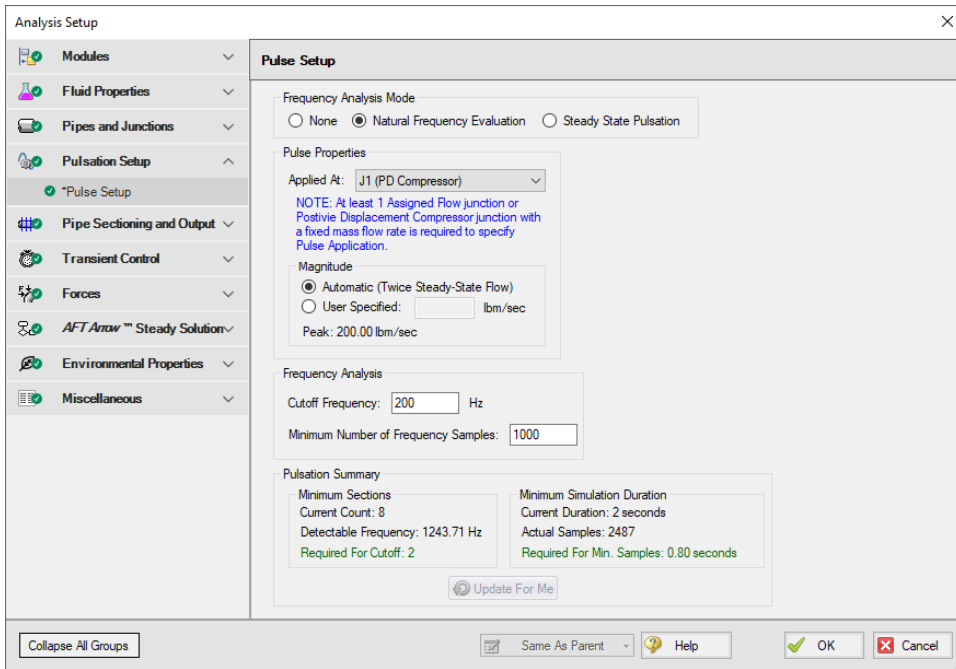 Analysis Setup
Modules
Fluid Properties
Pipes and Junctions
Pulsation Setup
*Pulse Setup
Pipe Sectioning and Output
Transient Control
Forces
AFT Arrow ™ Steady Solution
Environmental Properties
Miscellaneous
Pulse Setup
Frequency Analysis Mode
None Natural Frequency Evaluation Steady State Pulsation
Pulse Properties
Applied At: J1 (PD Compressor)
NOTE: At least 1 Assigned Flow junction or
Postivie Displacement Compressor junction with
a fixed mass flow rate is required to specify
Pulse Application.
Magnitude
Automatic (Twice Steady-State Flow)
User Specified: lbm/sec
Peak: 200.00 lbm/sec
Frequency Analysis
Cutoff Frequency: 200 Hz
Minimum Number of Frequency Samples: 1000
Pulsation Summary
Minimum Sections
Current Count: 8
Detectable Frequency: 1243.71 Hz
Required For Cutoff: 2
Minimum Simulation Duration
Current Duration: 2 seconds
Actual Samples: 2487
Required For Min. Samples: 0.80 seconds
Update For Me
Collapse All Groups
Same As Parent
Help
OK
Cancel